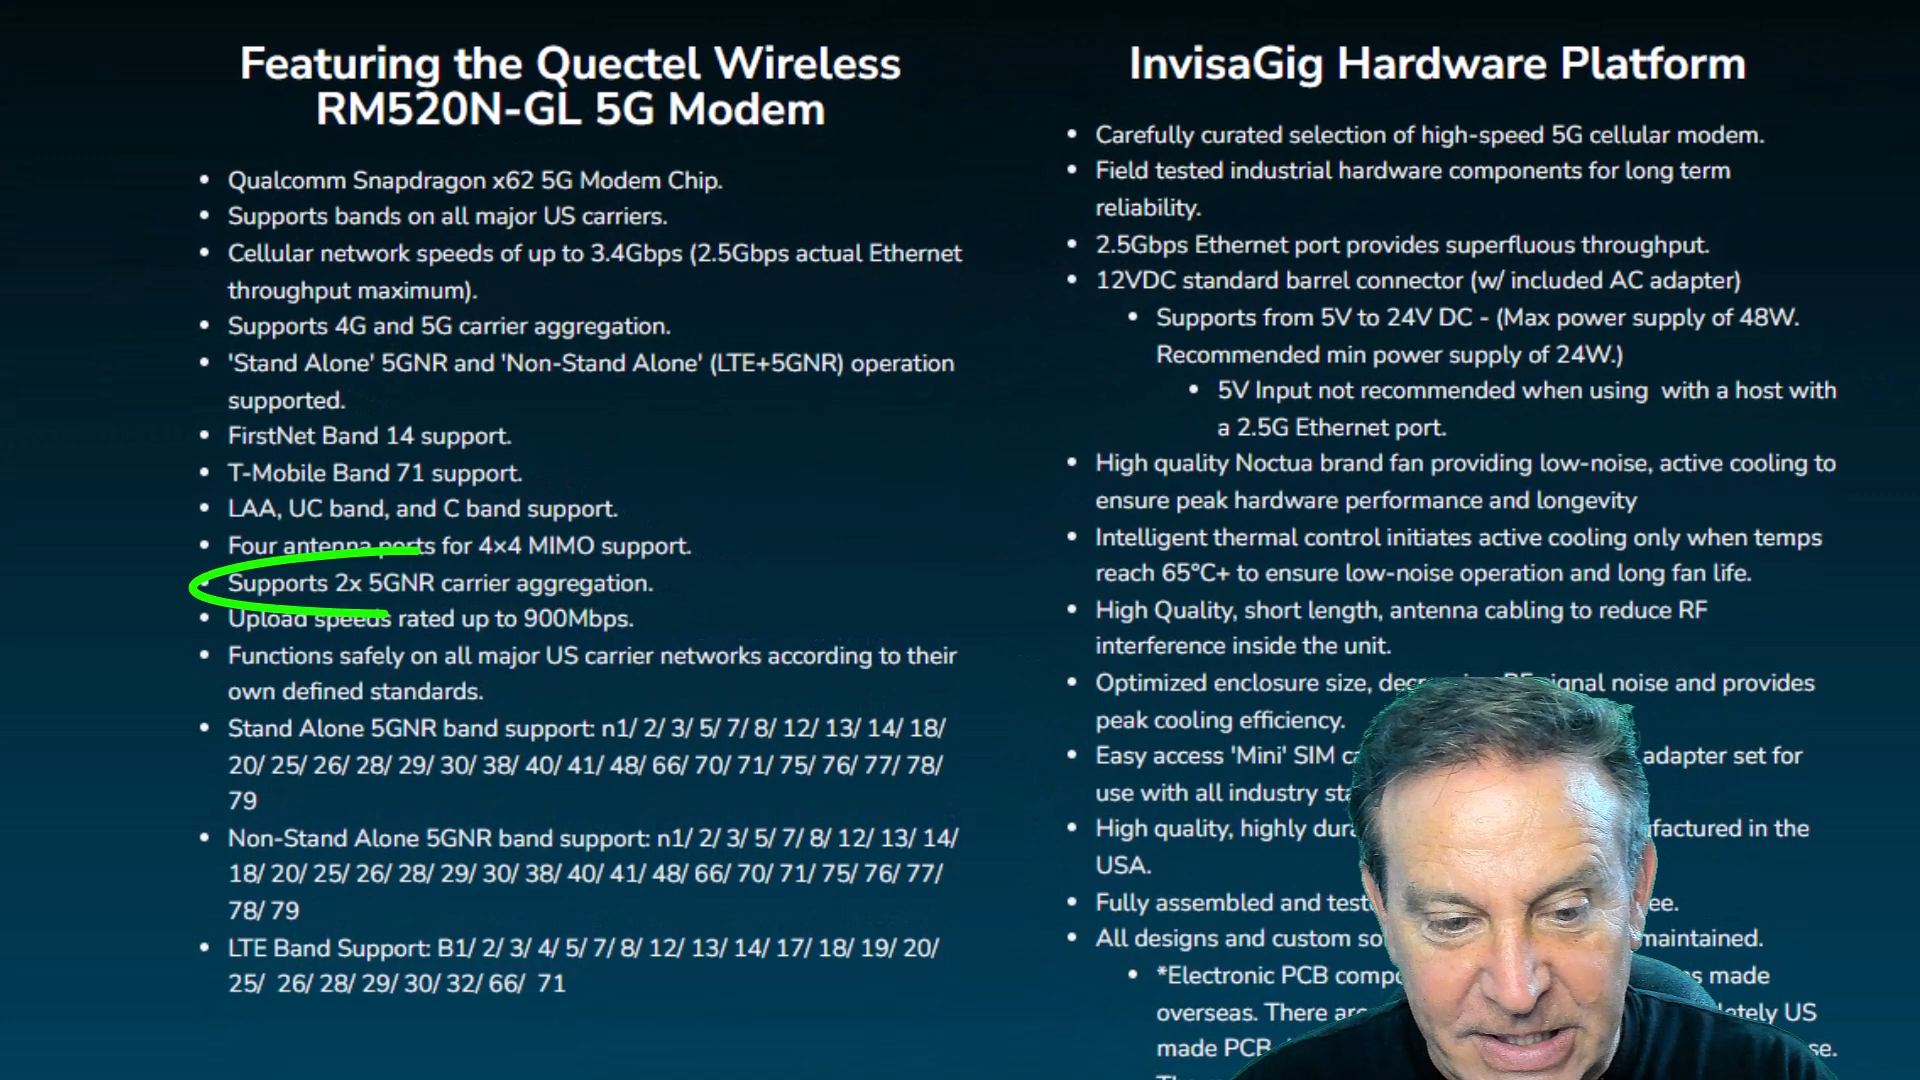 Featuring the Quectel Wireless
RM520N-GL 5G Modem
• Qualcomm Snapdragon x62 5G Modem Chip.
• Supports bands on all major US carriers.
• Cellular network speeds of up to 3.4Gbps (2.5Gbps actual Ethernet
throughput maximum).
• Supports 4G and 5G carrier aggregation.
• 'Stand Alone' 5GNR and 'Non-Stand Alone' (LTE+5GNR) operation
supported.
• FirstNet Band 14 support.
• T-Mobile Band 71 support.
• LAA, UC band, and C band support.
• Four antenna ports for 4×4 MIMO support.
• Supports 2x 5GNR carrier aggregation.
• Upload speeds rated up to 900Mbps.
• Functions safely on all major US carrier networks according to their
own defined standards.
• Stand Alone 5GNR band support: n1/ 2/ 3/ 5/ 7/ 8/ 12/ 13/ 14/ 18/
20/ 25/ 26/ 28/ 29/ 30/ 38/ 40/ 41/ 48/ 66/ 70/ 71/ 75/ 76/ 77/ 78/
79
• Non-Stand Alone 5GNR band support: n1/ 2/ 3/ 5/ 7/ 8/ 12/ 13/ 14/
18/ 20/ 25/ 26/ 28/ 29/ 30/ 38/ 40/ 41/ 48/ 66/ 70/ 71/ 75/ 76/ 77/
78/ 79
• LTE Band Support: B1/ 2/ 3/ 4/ 5/ 7/ 8/ 12/ 13/ 14/ 17/ 18/ 19/ 20/
25/ 26/ 28/ 29/ 30/ 32/ 66/ 71
InvisaGig Hardware Platform
• Carefully curated selection of high-speed 5G cellular modem.
• Field tested industrial hardware components for long term
reliability.
• 2.5Gbps Ethernet port provides superfluous throughput.
• 12VDC standard barrel connector (w/ included AC adapter)
• Supports from 5V to 24V DC - (Max power supply of 48W.
Recommended min power supply of 24W.)
• 5V Input not recommended when using with a host with
a 2.5G Ethernet port.
• High quality Noctua brand fan providing low-noise, active cooling to
ensure peak hardware performance and longevity
• Intelligent thermal control initiates active cooling only when temps
reach 65°C+ to ensure low-noise operation and long fan life.
• High Quality, short length, antenna cabling to reduce RF
interference inside the unit.
• Optimized enclosure size, noise and provides
peak cooling efficiency.
• Easy access 'Mini' SIM adapter set for
use with all industry
• High quality, highly in the
USA.
• Fully assembled and
• All designs and custom maintained.
• *Electronic PCB made
overseas. There US
made PCB